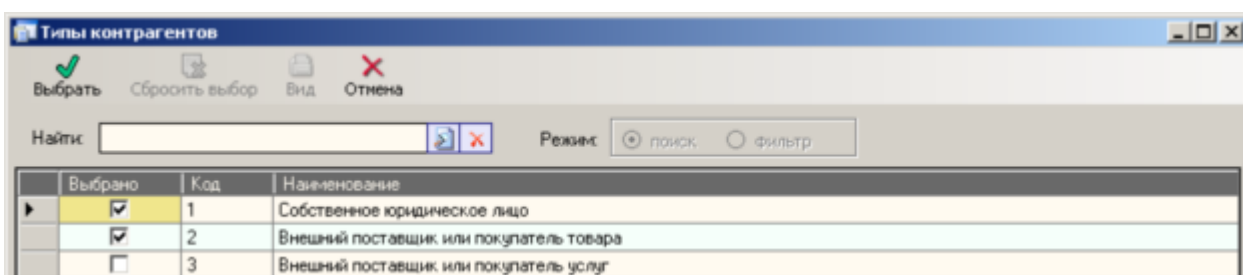 Типы контрагентов
Выбрать Сбросить выбор Вид Отмена
Найти: Режим: поиск фильтр
Выбрано Код Наименование
1 Собственное юридическое лицо
2 Внешний поставщик или покупатель товара
3 Внешний поставщик или покупатель услуг